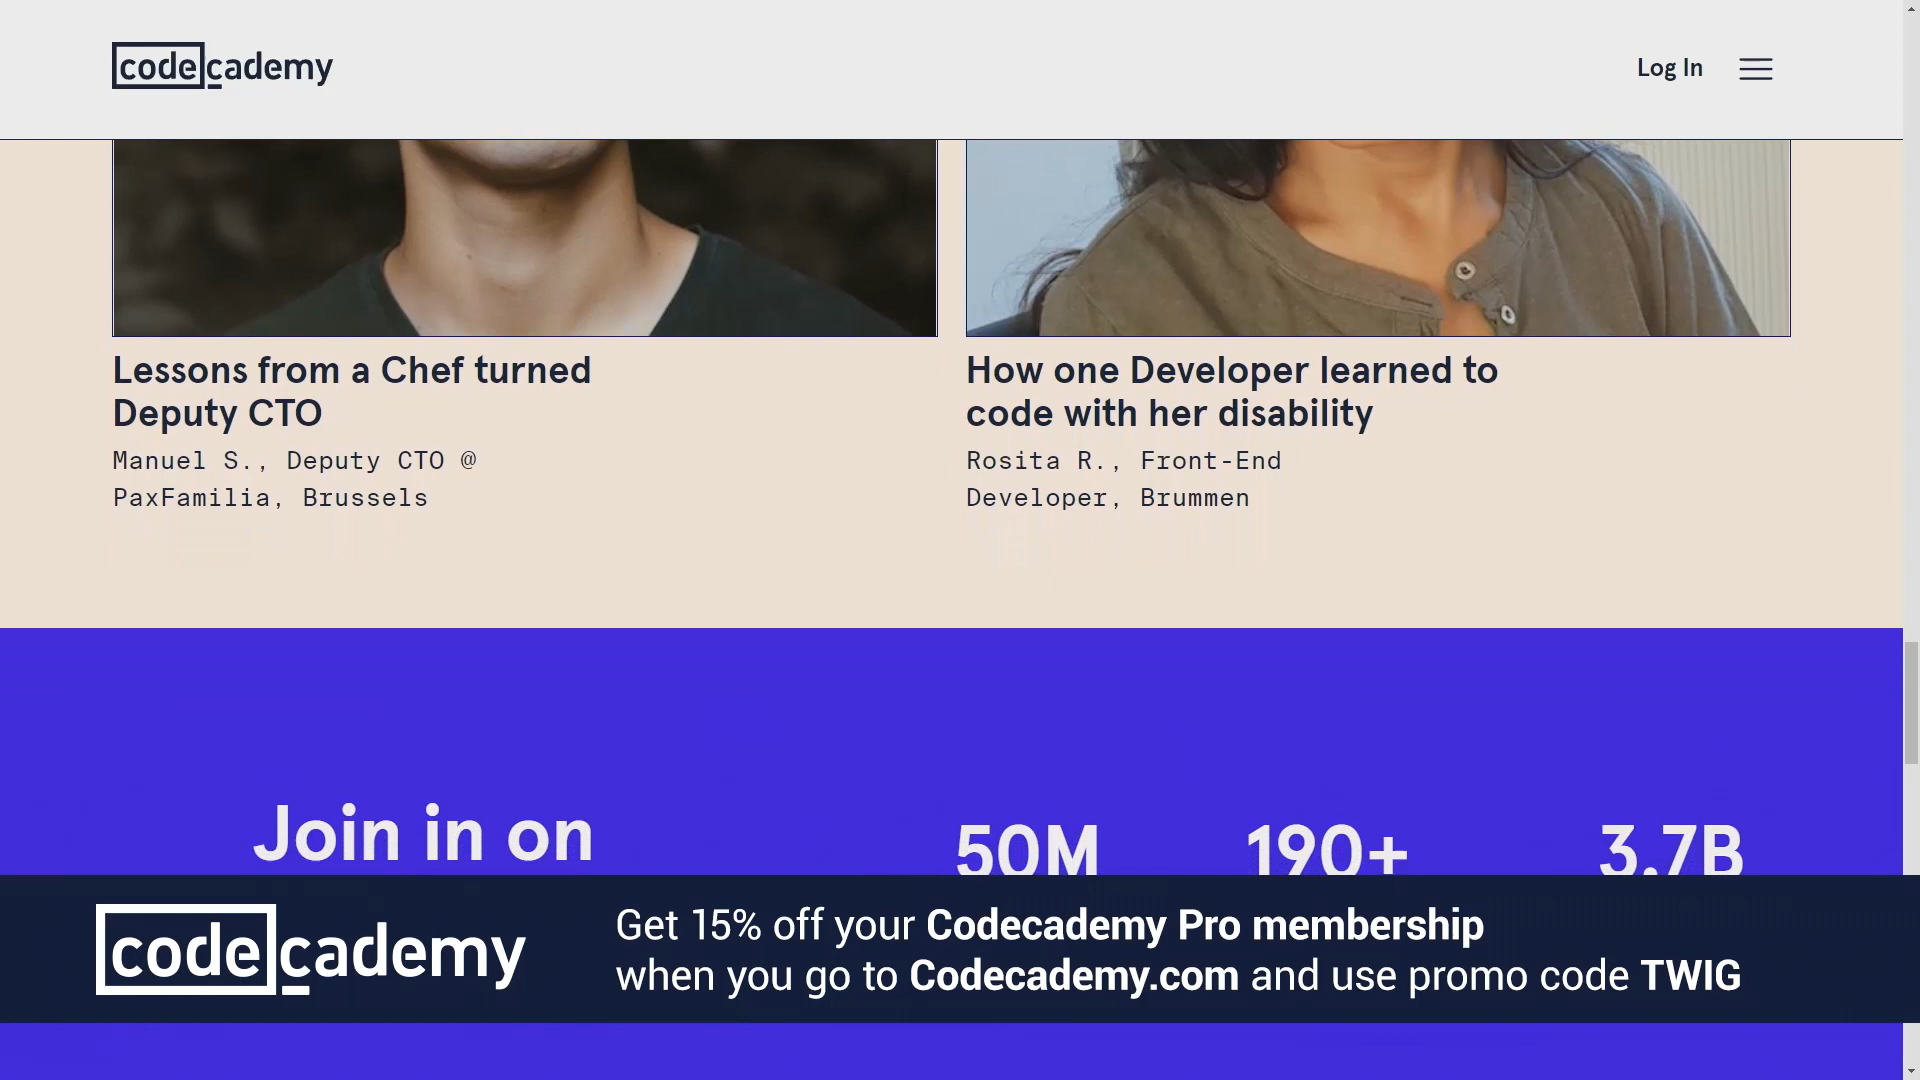 codecademy
Log In
Lessons from a Chef turned
Deputy CTO
Manuel S., Deputy CTO @
PaxFamilia, Brussels
How one Developer learned to
code with her disability
Rosita R., Front-End
Developer, Brummen
Join in on
50M
190+
3.7B
codecademy
Get 15% off your Codecademy Pro membership
when you go to Codecademy.com and use promo code TWIG